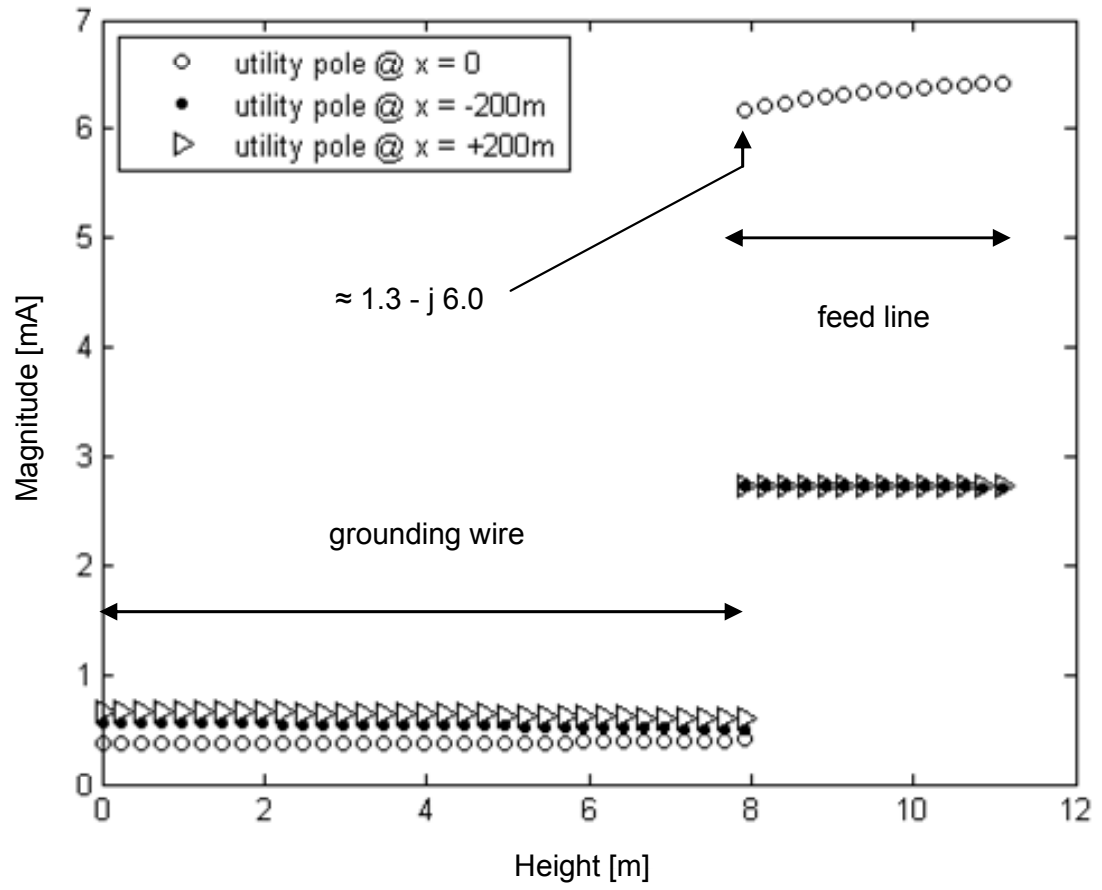 7
utility pole @ x = 0
utility pole @ x = -200m
utility pole @ x = +200m
6
5
≈ 1.3 - j 6.0
feed line
4
Magnitude [mA]
3
grounding wire
2
1
0
0 2 4 6 8 10 12
Height [m]